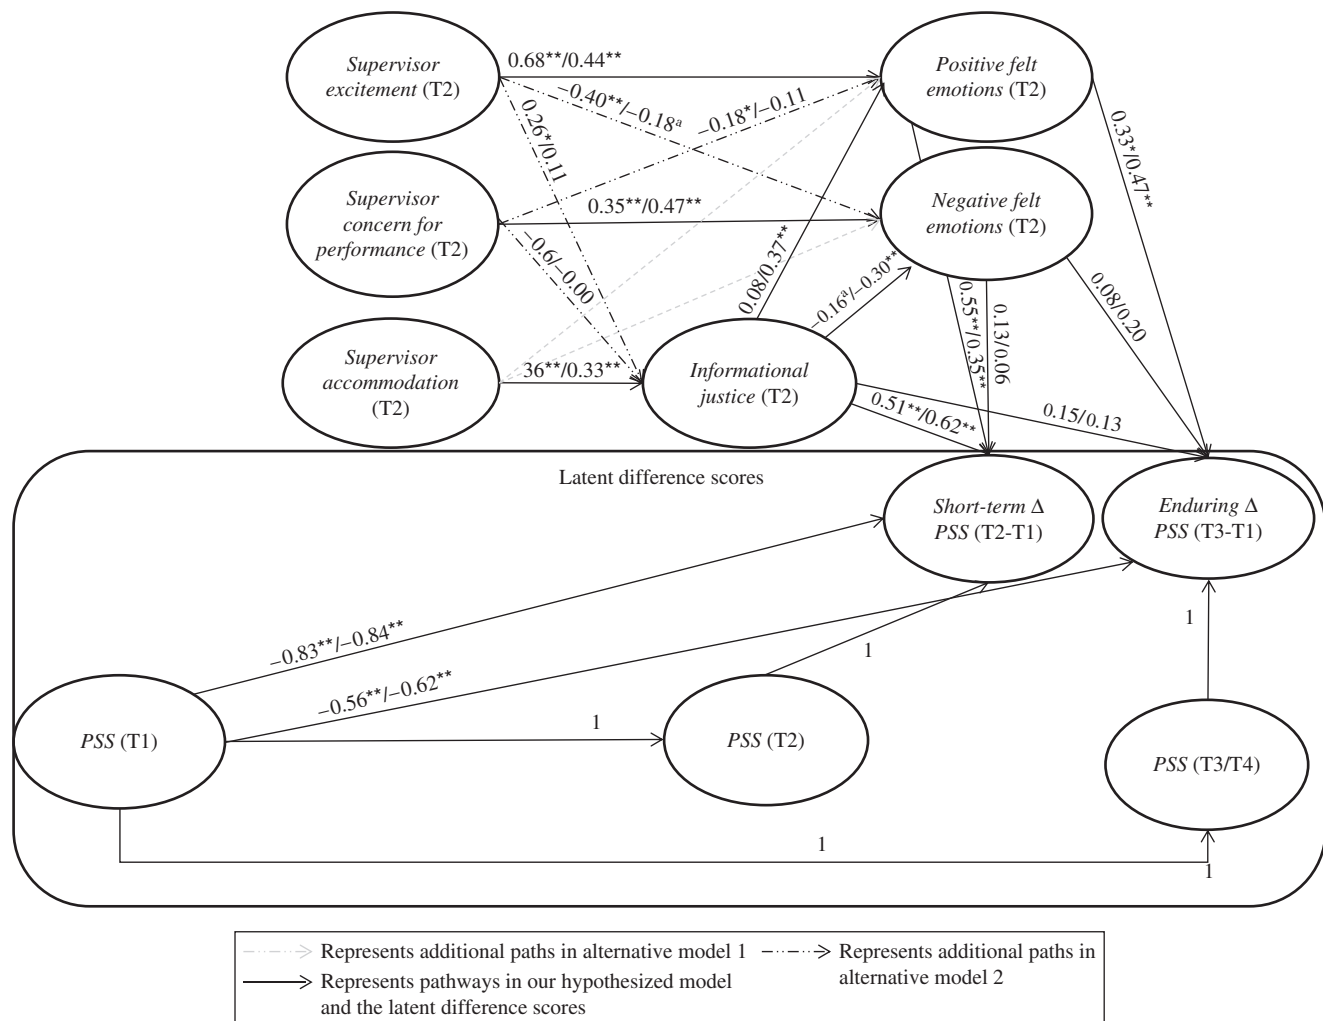 Supervisor
excitement (T2)
Positive felt
emotions (T2)
0.68**/0.44**
−0.40**/−0.18ª
−0.18*/−0.11
0.26*/0.11
0.33*/0.47**
Supervisor
concern for
performance (T2)
Negative felt
emotions (T2)
0.35**/0.47**
−0.6/−0.00
0.08/0.37**
−0.16ª/−0.30**
0.55**/0.35**
0.13/0.06
0.08/0.20
Supervisor
accommodation
(T2)
36**/0.33**
Informational
justice (T2)
0.51**/0.62**
0.15/0.13
Latent difference scores
Short-term Δ
PSS (T2-T1)
Enduring Δ
PSS (T3-T1)
−0.83**/−0.84**
−0.56**/−0.62**
1
1
1
PSS (T1)
PSS (T2)
PSS (T3/T4)
1
1
Represents additional paths in alternative model 1
Represents additional paths in
alternative model 2
Represents pathways in our hypothesized model
and the latent difference scores